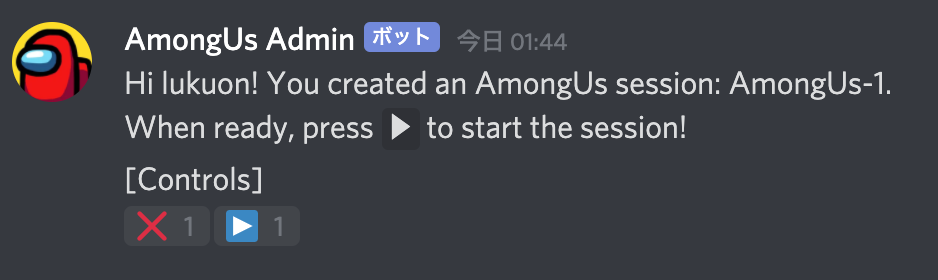 AmongUs Admin ボット 今日 01:44
Hi lukuon! You created an AmongUs session: AmongUs-1.
When ready, press ▶ to start the session!
[Controls]
❌ 1 ▶ 1